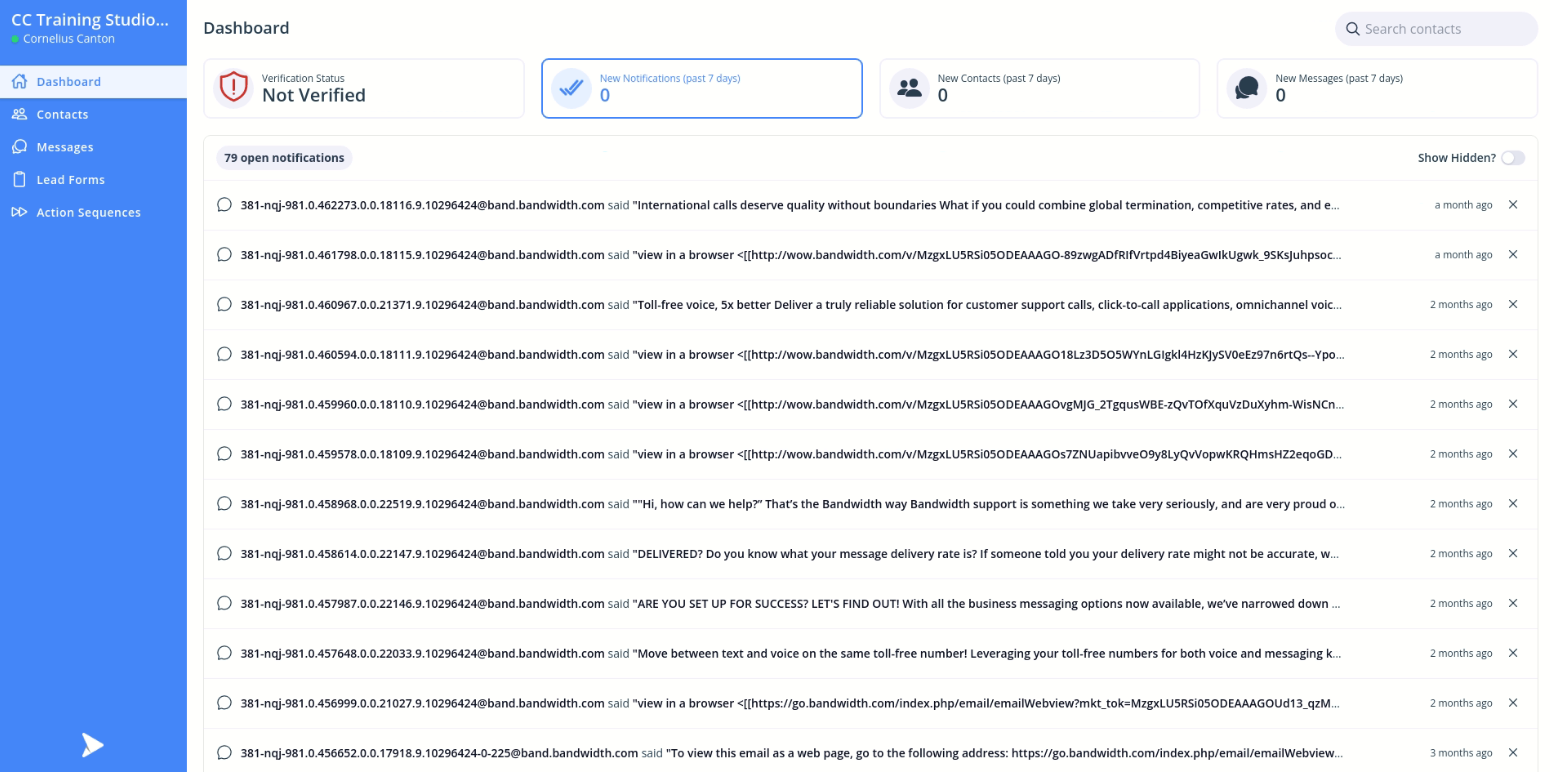 CC Training Studio...
Cornelius Canton
Dashboard
Contacts
Messages
Lead Forms
Action Sequences
Dashboard
Search contacts
Verification Status
Not Verified
New Notifications (past 7 days)
0
New Contacts (past 7 days)
0
New Messages (past 7 days)
0
79 open notifications
Show Hidden?
381-nqj-981.0.462273.0.0.18116.9.10296424@band.bandwidth.com said "International calls deserve quality without boundaries What if you could combine global termination, competitive rates, and e... a month ago
381-nqj-981.0.461798.0.0.18115.9.10296424@band.bandwidth.com said "view in a browser <[[http://wow.bandwidth.com/v/MzgxLU5RSi05ODEAAAGO-89zwgADfRIfVrtpd4BiyeaGwIkUgwk_9SKsJuhpsoc... a month ago
381-nqj-981.0.460967.0.0.21371.9.10296424@band.bandwidth.com said "Toll-free voice, 5x better Deliver a truly reliable solution for customer support calls, click-to-call applications, omnichannel voic... 2 months ago
381-nqj-981.0.460594.0.0.18111.9.10296424@band.bandwidth.com said "view in a browser <[[http://wow.bandwidth.com/v/MzgxLU5RSi05ODEAAAGO18Lz3D5O5WYnLGIgkl4HzKJySV0eEz97n6rtQs--Ypo... 2 months ago
381-nqj-981.0.459960.0.0.18110.9.10296424@band.bandwidth.com said "view in a browser <[[http://wow.bandwidth.com/v/MzgxLU5RSi05ODEAAAGOvgMJG_2TgqusWBE-zQvTOfXquVzDuXyhm-WisNCn... 2 months ago
381-nqj-981.0.459578.0.0.18109.9.10296424@band.bandwidth.com said "view in a browser <[[http://wow.bandwidth.com/v/MzgxLU5RSi05ODEAAAGOs7ZNUapibvveO9y8LyQvVopwKRQHmsHZ2eqoGD... 2 months ago
381-nqj-981.0.458968.0.0.22519.9.10296424@band.bandwidth.com said ""Hi, how can we help?” That’s the Bandwidth way Bandwidth support is something we take very seriously, and are very proud o... 2 months ago
381-nqj-981.0.458614.0.0.22147.9.10296424@band.bandwidth.com said "DELIVERED? Do you know what your message delivery rate is? If someone told you your delivery rate might not be accurate, w... 2 months ago
381-nqj-981.0.457987.0.0.22146.9.10296424@band.bandwidth.com said "ARE YOU SET UP FOR SUCCESS? LET'S FIND OUT! With all the business messaging options now available, we’ve narrowed down ... 2 months ago
381-nqj-981.0.457648.0.0.22033.9.10296424@band.bandwidth.com said "Move between text and voice on the same toll-free number! Leveraging your toll-free numbers for both voice and messaging k... 2 months ago
381-nqj-981.0.456999.0.0.21027.9.10296424@band.bandwidth.com said "view in a browser <[[https://go.bandwidth.com/index.php/email/emailWebview?mkt_tok=MzgxLU5RSi05ODEAAAGOUd13_qzM... 2 months ago
381-nqj-981.0.456652.0.0.17918.9.10296424-0-225@band.bandwidth.com said "To view this email as a web page, go to the following address: https://go.bandwidth.com/index.php/email/emailWebview... 3 months ago